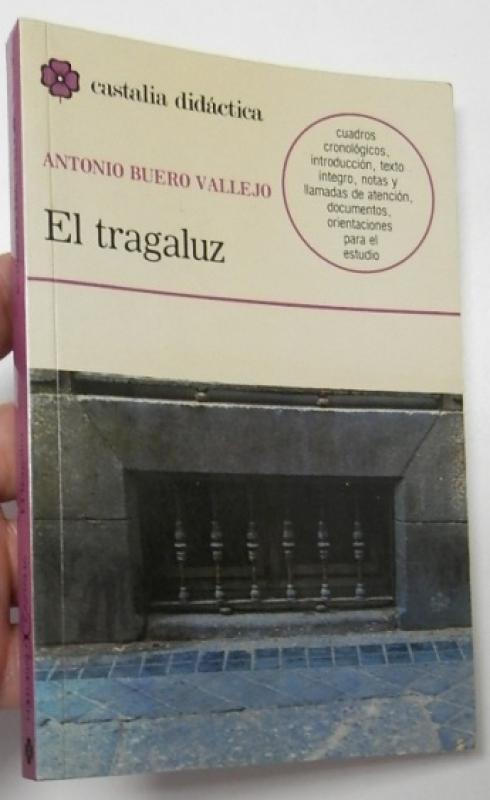 castalia didáctica
ANTONIO BUERO VALLEJO
El tragaluz
cuadros
cronológicos,
introducción, texto
íntegro, notas y
llamadas de atención,
documentos,
orientaciones
para el
estudio